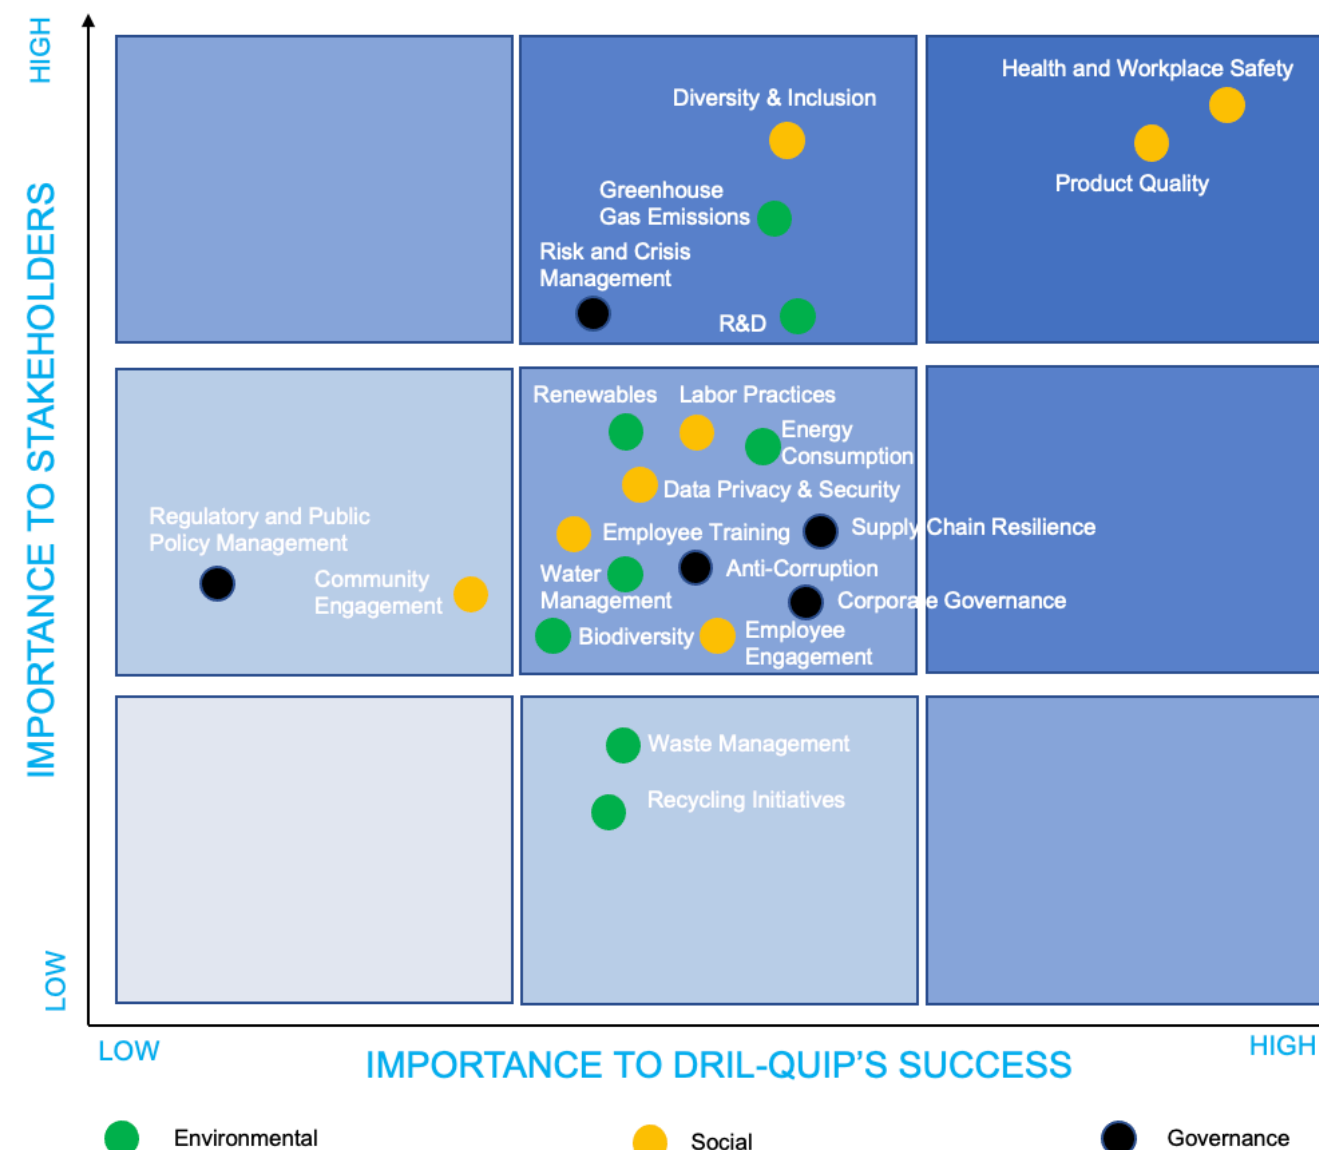 HIGH
Health and Workplace Safety
Diversity & Inclusion
Product Quality
Greenhouse
Gas Emissions
Risk and Crisis
Management
R&D
IMPORTANCE TO STAKEHOLDERS
Renewables
Labor Practices
Energy
Consumption
Data Privacy & Security
Regulatory and Public
Policy Management
Employee Training
Supply Chain Resilience
Community
Engagement
Water
Management
Anti-Corruption
Corporate Governance
Biodiversity
Employee
Engagement
Waste Management
Recycling Initiatives
LOW
LOW
IMPORTANCE TO DRIL-QUIP'S SUCCESS
HIGH
Environmental
Social
Governance